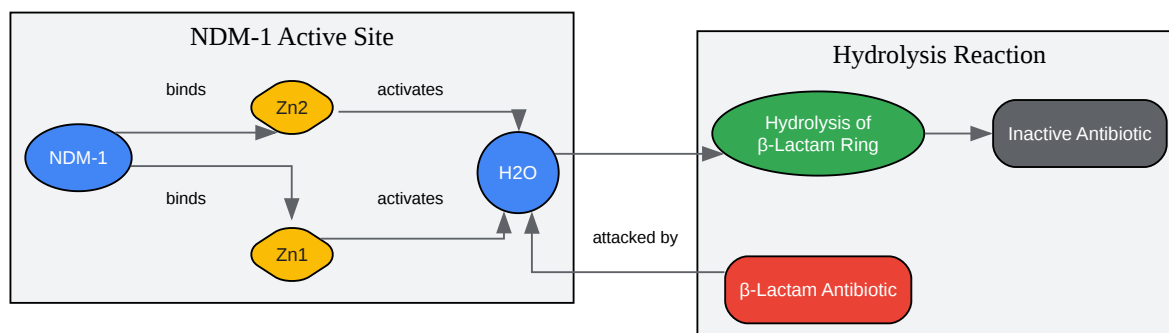 NDM-1 Active Site
binds
Zn2
activates
NDM-1
H2O
binds
activates
Zn1
attacked by
Hydrolysis Reaction
Hydrolysis of
β-Lactam Ring
Inactive Antibiotic
β-Lactam Antibiotic